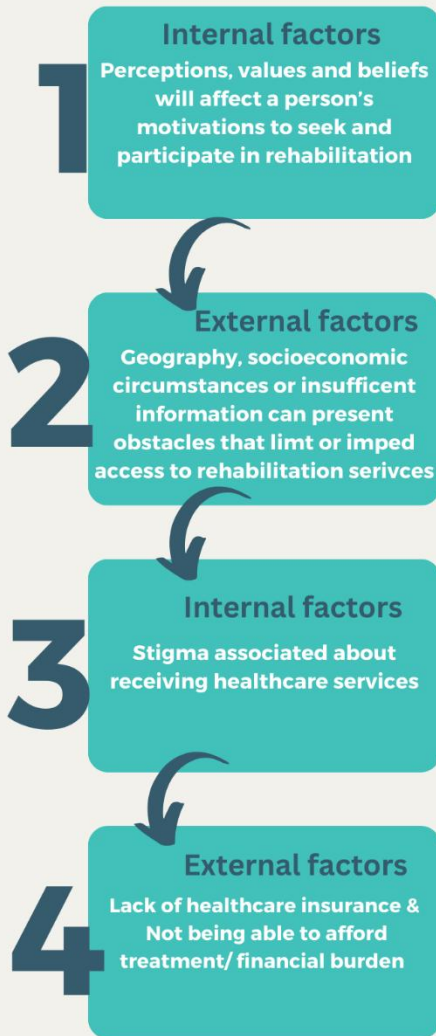 1
Internal factors
Perceptions, values and beliefs
will affect a person's
motivations to seek and
participate in rehabilitation
2
External factors
Geography, socioeconomic
circumstances or insufficent
information can present
obstacles that limt or imped
access to rehabilitation serivces
3
Internal factors
Stigma associated about
receiving healthcare services
4
External factors
Lack of healthcare insurance &
Not being able to afford
treatment/ financial burden